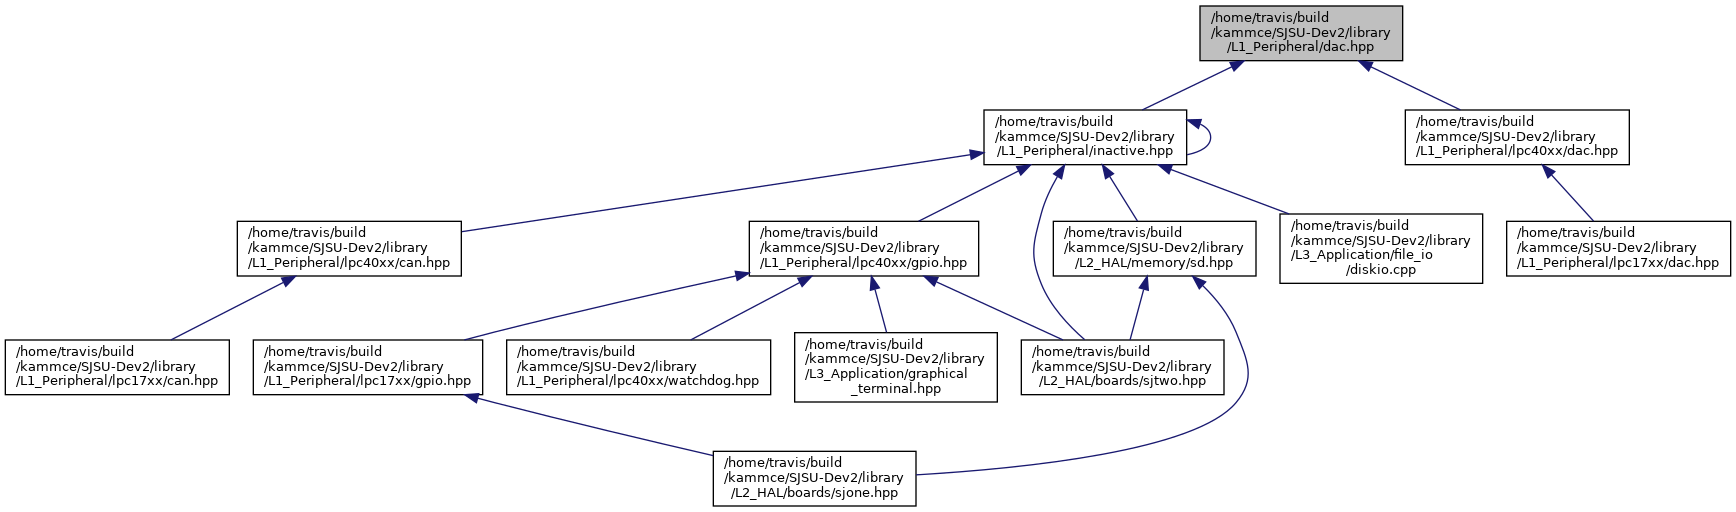 /home/travis/build
/kammce/SJSU-Dev2/library
/L1_Peripheral/dac.hpp
/home/travis/build
/kammce/SJSU-Dev2/library
/L1_Peripheral/inactive.hpp
/home/travis/build
/kammce/SJSU-Dev2/library
/L1_Peripheral/lpc40xx/dac.hpp
/home/travis/build
/kammce/SJSU-Dev2/library
/L1_Peripheral/lpc40xx/can.hpp
/home/travis/build
/kammce/SJSU-Dev2/library
/L1_Peripheral/lpc40xx/gpio.hpp
/home/travis/build
/kammce/SJSU-Dev2/library
/L2_HAL/memory/sd.hpp
/home/travis/build
/kammce/SJSU-Dev2/library
/L3_Application/file_io
/diskio.cpp
/home/travis/build
/kammce/SJSU-Dev2/library
/L1_Peripheral/lpc17xx/dac.hpp
/home/travis/build
/kammce/SJSU-Dev2/library
/L1_Peripheral/lpc17xx/can.hpp
/home/travis/build
/kammce/SJSU-Dev2/library
/L1_Peripheral/lpc17xx/gpio.hpp
/home/travis/build
/kammce/SJSU-Dev2/library
/L1_Peripheral/lpc40xx/watchdog.hpp
/home/travis/build
/kammce/SJSU-Dev2/library
/L3_Application/graphical
_terminal.hpp
/home/travis/build
/kammce/SJSU-Dev2/library
/L2_HAL/boards/sjtwo.hpp
/home/travis/build
/kammce/SJSU-Dev2/library
/L2_HAL/boards/sjone.hpp